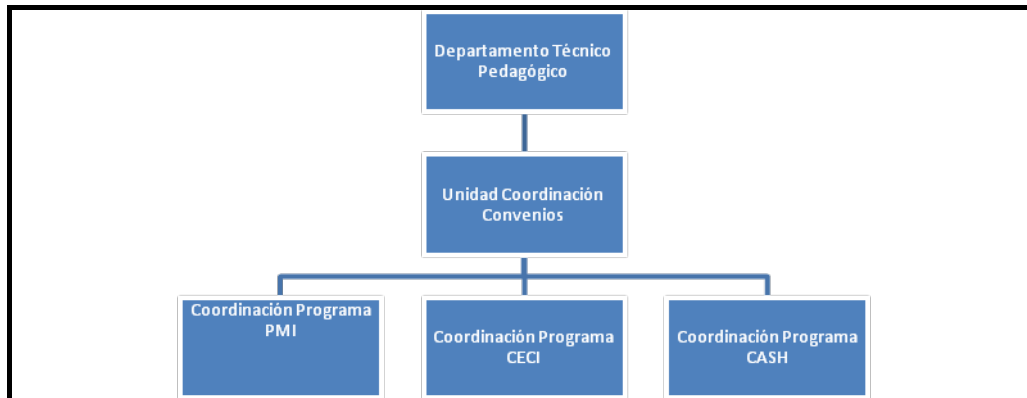 Departamento Técnico
Pedagógico
Unidad Coordinación
Convenios
Coordinación Programa
PMI
Coordinación Programa
CECI
Coordinación Programa
CASH